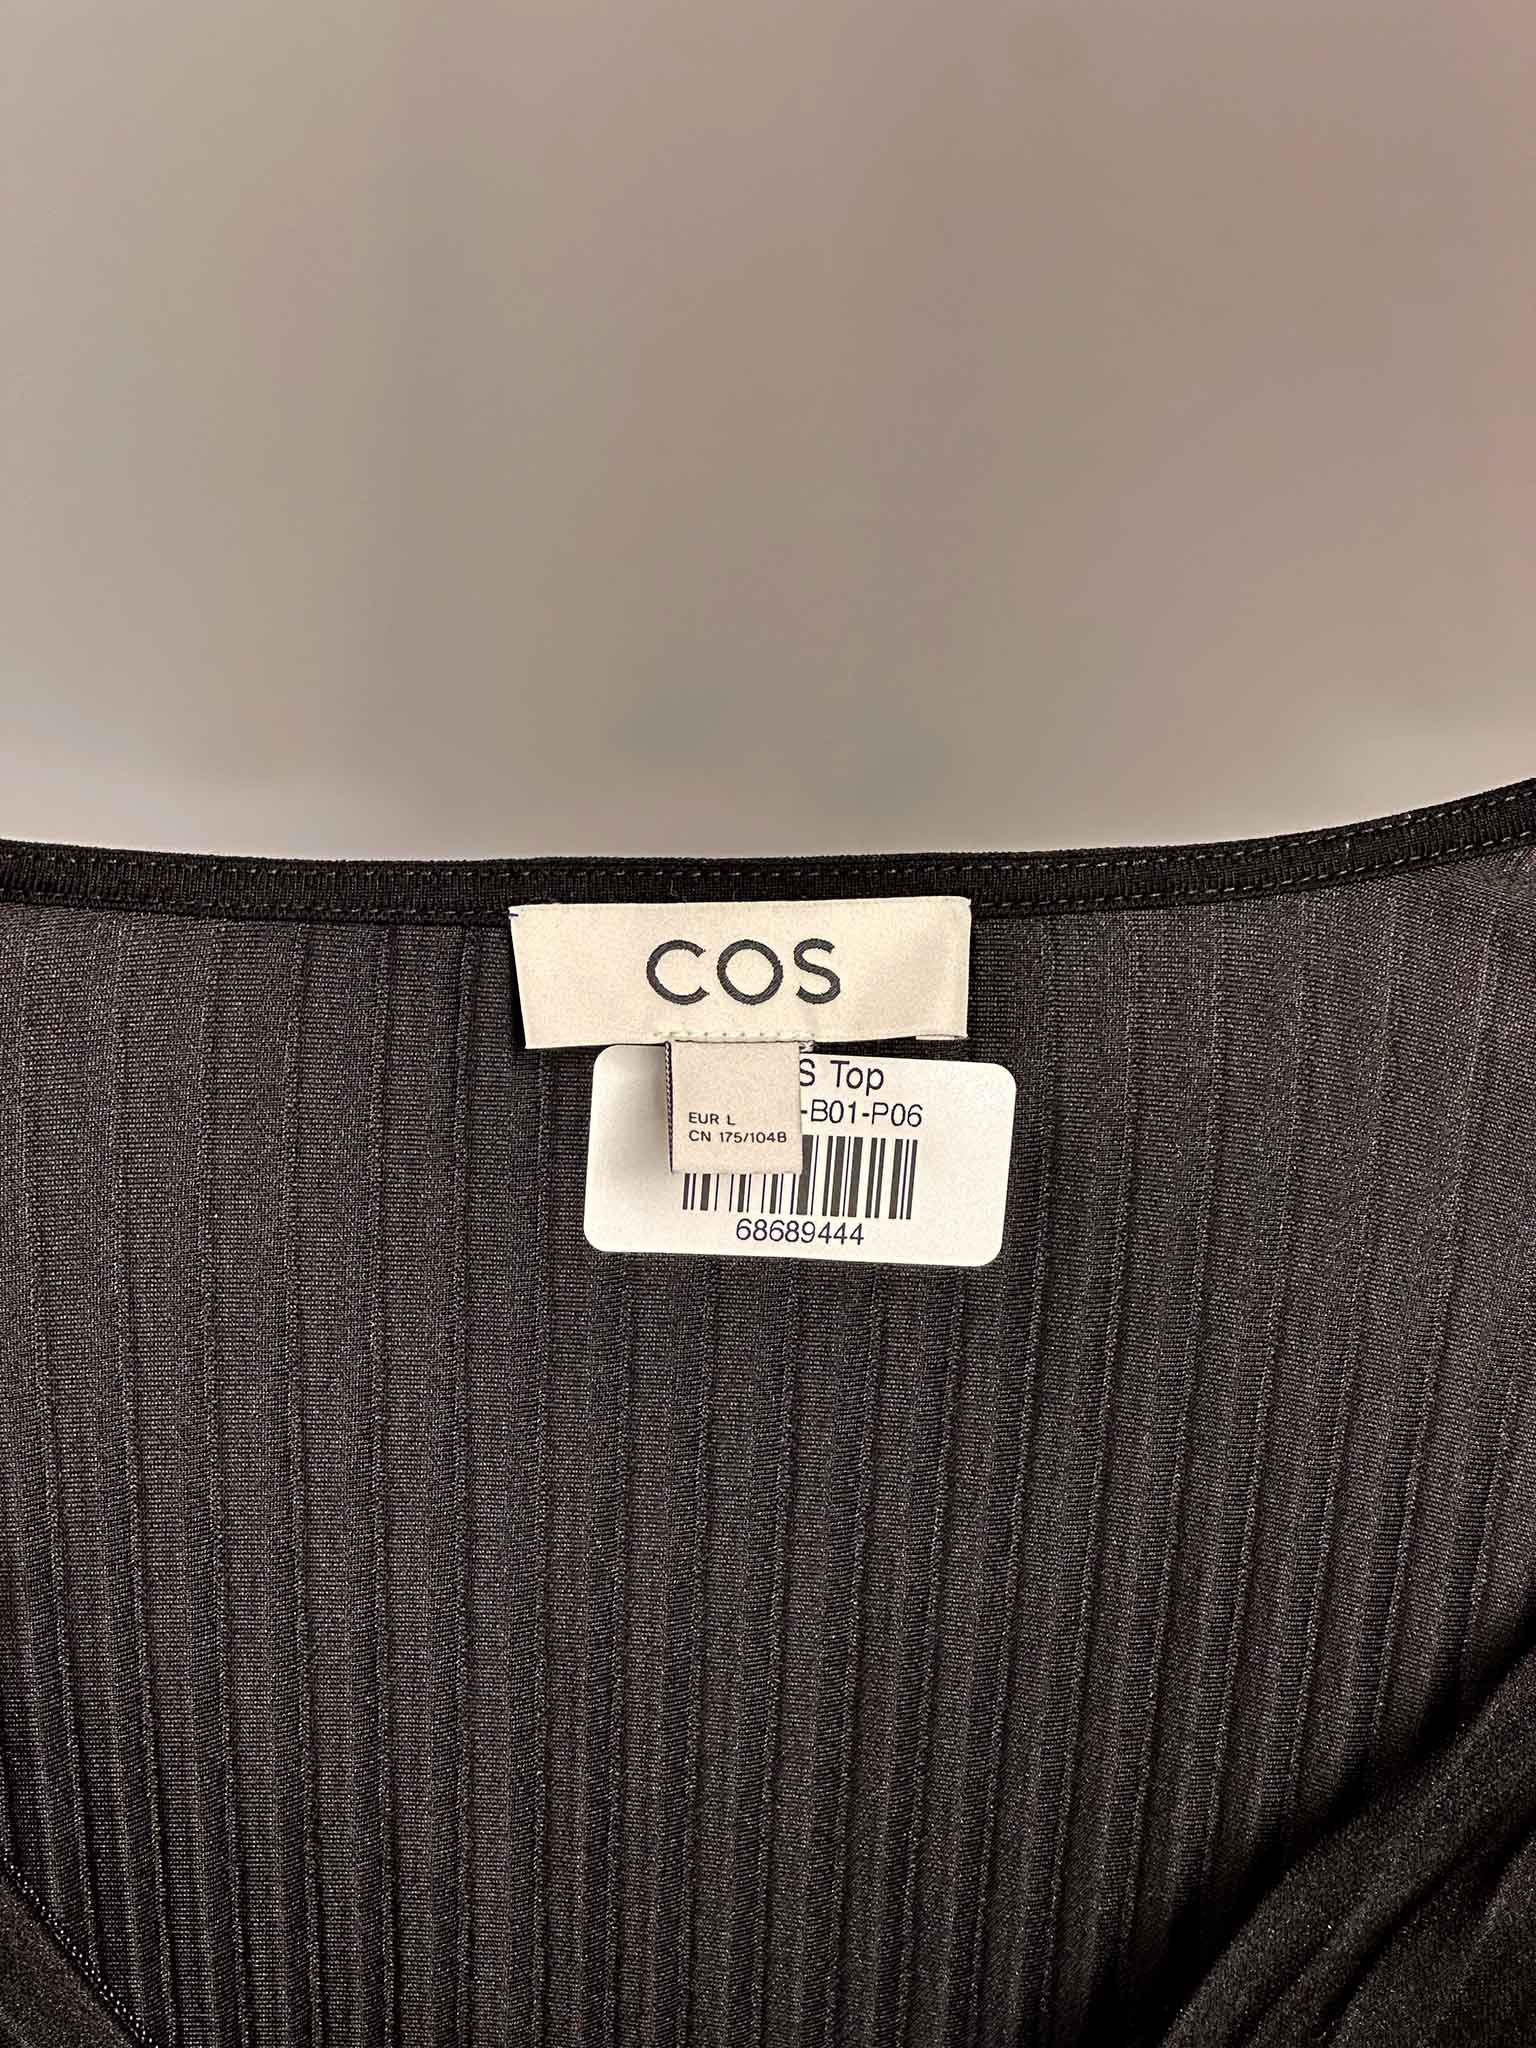 COS
EUR L
CN 175/104B
S Top
-B01-P06
68689444